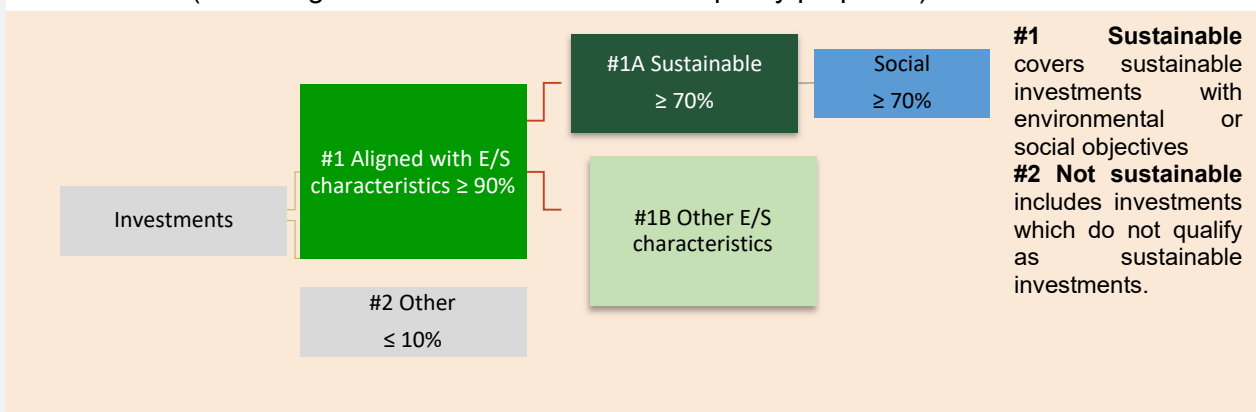 Investments
#1 Aligned with E/S
characteristics ≥ 90%
#2 Other
≤ 10%
#1A Sustainable
≥ 70%
#1B Other E/S
characteristics
Social
≥ 70%
#1 Sustainable
covers sustainable
investments with
environmental or
social objectives
#2 Not sustainable
includes investments
which do not qualify
as sustainable
investments.